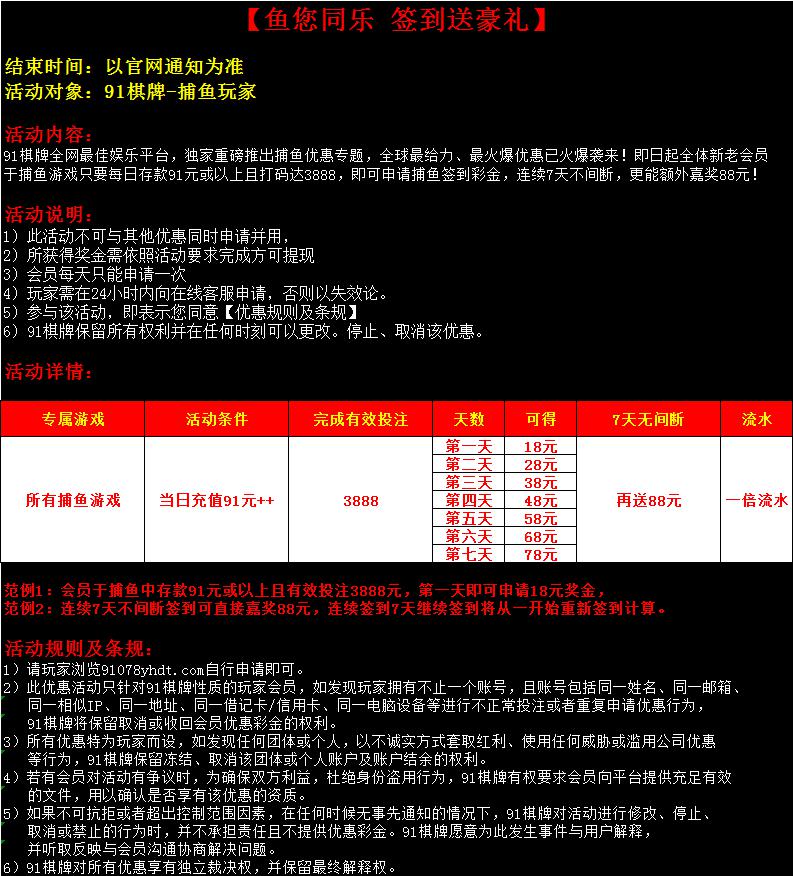 【鱼您同乐 签到送豪礼】
结束时间：以官网通知为准
活动对象：91棋牌-捕鱼玩家
活动内容：
91棋牌全网最佳娱乐平台，独家重磅推出捕鱼优惠专题，全球最给力、最火爆优惠已火爆袭来！即日起全体新老会员
于捕鱼游戏只要每日存款91元或以上且打码达3888，即可申请捕鱼签到彩金，连续7天不间断，更能额外嘉奖88元！
活动说明：
1）此活动不可与其他优惠同时申请并用，
2）所获得奖金需依照活动要求完成方可提现
3）会员每天只能申请一次
4）玩家需在24小时内向在线客服申请，否则以失效论。
5）参与该活动，即表示您同意【优惠规则及条规】
6）91棋牌保留所有权利并在任何时刻可以更改。停止、取消该优惠。
活动详情：
专属游戏 活动条件 完成有效投注 天数 可得 7天无间断 流水
所有捕鱼游戏 当日充值91元++ 3888 第一天 18元 再送88元 一倍流水
第二天 28元
第三天 38元
第四天 48元
第五天 58元
第六天 68元
第七天 78元
范例1：会员于捕鱼中存款91元或以上且有效投注3888元，第一天即可申请18元奖金，
范例2：连续7天不间断签到可直接嘉奖88元，连续签到7天继续签到将从一开始重新签到计算。
活动规则及条规：
1）请玩家浏览91078yhdt.com自行申请即可。
2）此优惠活动只针对91棋牌性质的玩家会员，如发现玩家拥有不止一个账号，且账号包括同一姓名、同一邮箱、
同一相似IP、同一地址、同一借记卡/信用卡、同一电脑设备等进行不正常投注或者重复申请优惠行为，
91棋牌将保留取消或收回会员优惠彩金的权利。
3）所有优惠特为玩家而设，如发现任何团体或个人，以不诚实方式套取红利、使用任何威胁或滥用公司优惠
等行为，91棋牌保留冻结、取消该团体或个人账户及账户结余的权利。
4）若有会员对活动有争议时，为确保双方利益，杜绝身份盗用行为，91棋牌有权要求会员向平台提供充足有效
的文件，用以确认是否享有该优惠的资质。
5）如果不可抗拒或者超出控制范围因素，在任何时候无事先通知的情况下，91棋牌对活动进行修改、停止、
取消或禁止的行为时，并不承担责任且不提供优惠彩金。91棋牌愿意为此发生事件与用户解释，
并听取反映与会员沟通协商解决问题。
6）91棋牌对所有优惠享有独立裁决权，并保留最终解释权。